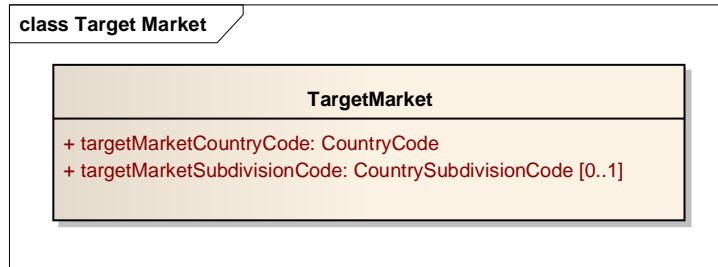 class Target Market
TargetMarket
+ targetMarketCountryCode: CountryCode
+ targetMarketSubdivisionCode: CountrySubdivisionCode [0..1]